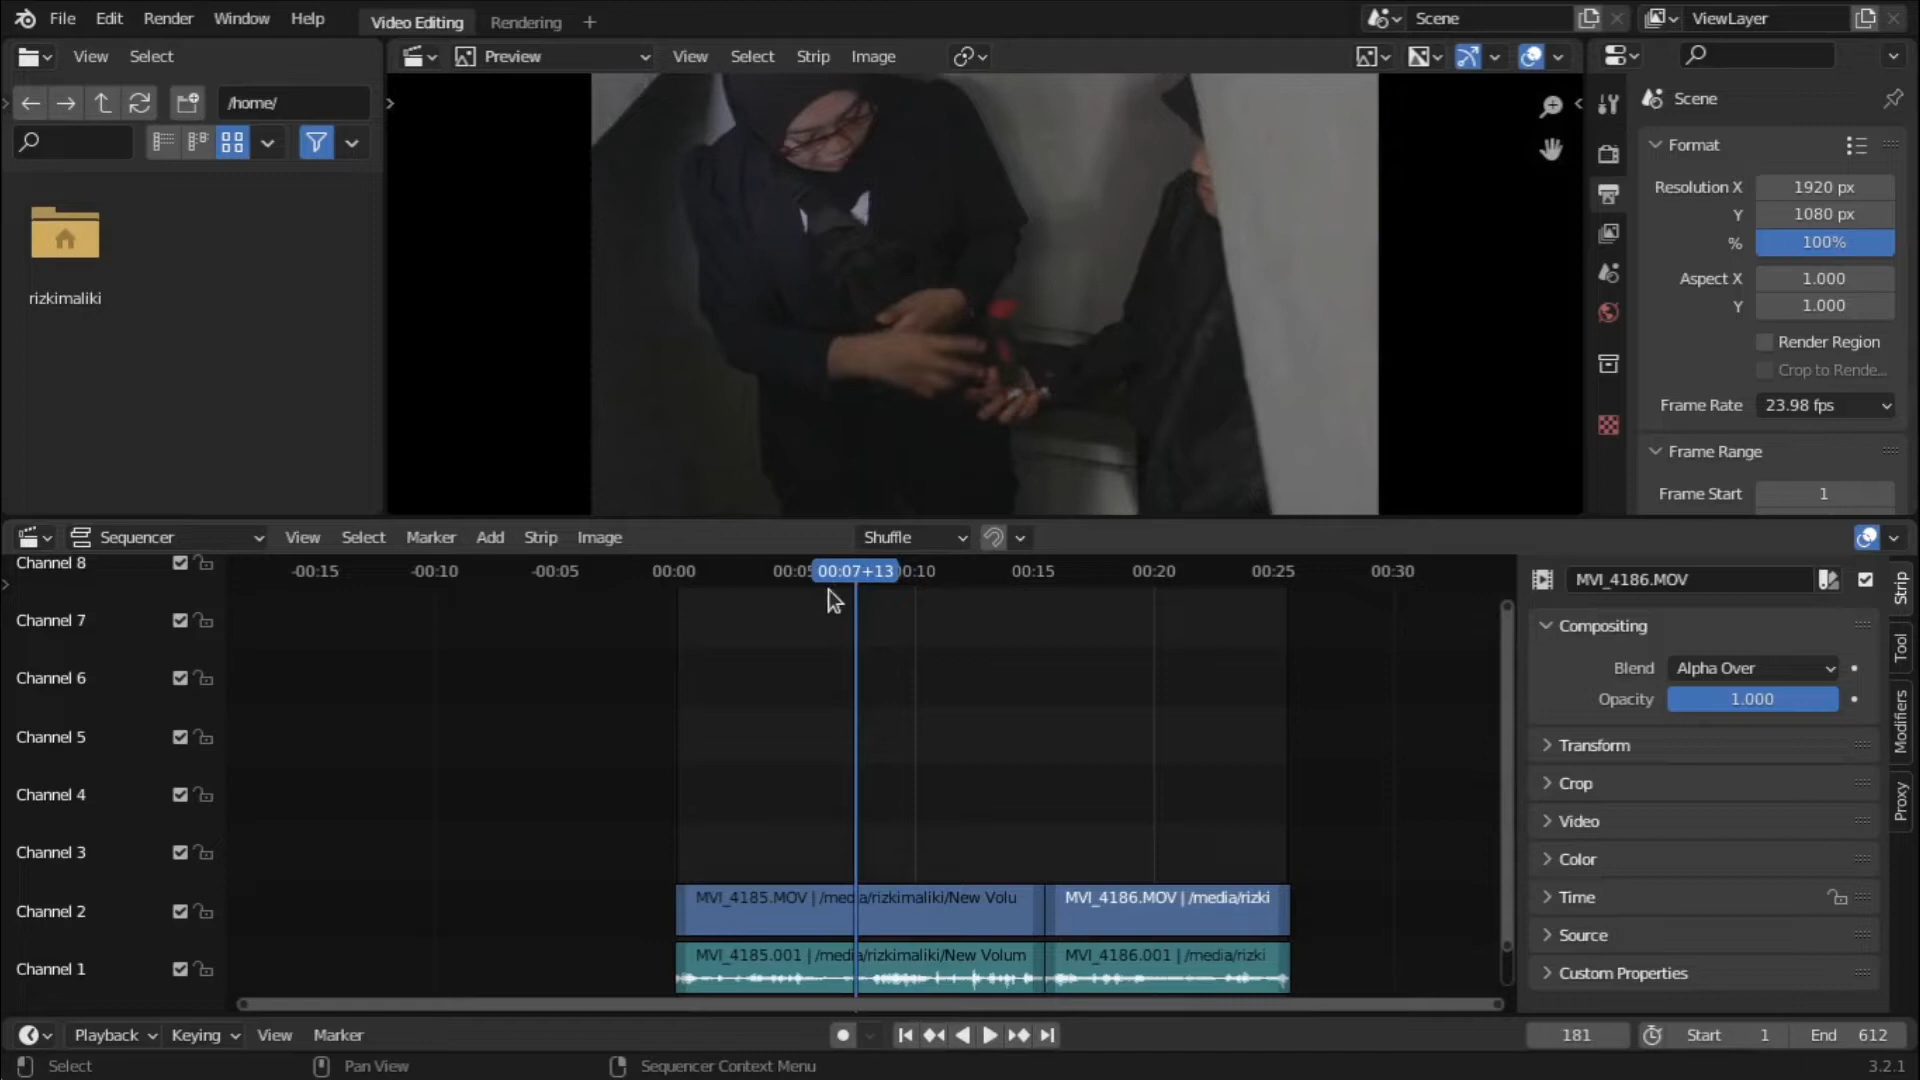 File Edit Render Window Help Video Editing Rendering + Scene ViewLayer
View Select Preview View Select Strip Image
/home/ Scene
rizkimaliki
Format
Resolution X 1920 px
Y 1080 px
% 100%
Aspect X 1.000
Y 1.000
Render Region
Crop to Rende...
Frame Rate 23.98 fps
Frame Range
Frame Start 1
Sequencer View Select Marker Add Strip Image Shuffle
-00:15 -00:10 -00:05 00:00 00:05 00:07+13 00:10 00:15 00:20 00:25 00:30
Channel 8
Channel 7
Channel 6
Channel 5
Channel 4
Channel 3
Channel 2 MVI_4185.MOV | /media/rizkimaliki/New Volu MVI_4186.MOV | /media/rizki
Channel 1 MVI_4185.001 | /media/rizkimaliki/New Volum MVI_4186.001 | /media/rizki
MVI_4186.MOV
Compositing
Blend Alpha Over
Opacity 1.000
Transform
Crop
Video
Color
Time
Source
Custom Properties
Strip
Tool
Modifiers
Proxy
Playback Keying View Marker 181 Start 1 End 612
Select Pan View Sequencer Context Menu 3.2.1